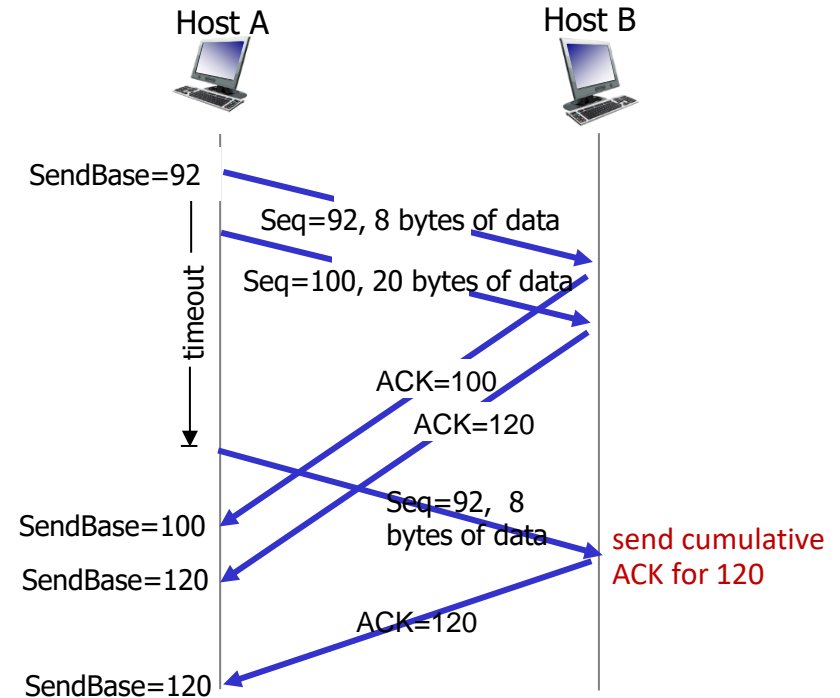 Host A
Host B
SendBase=92
Seq=92, 8 bytes of data
Seq=100, 20 bytes of data
timeout
ACK=100
ACK=120
Seq=92, 8
bytes of data
SendBase=100
send cumulative
ACK for 120
SendBase=120
ACK=120
SendBase=120